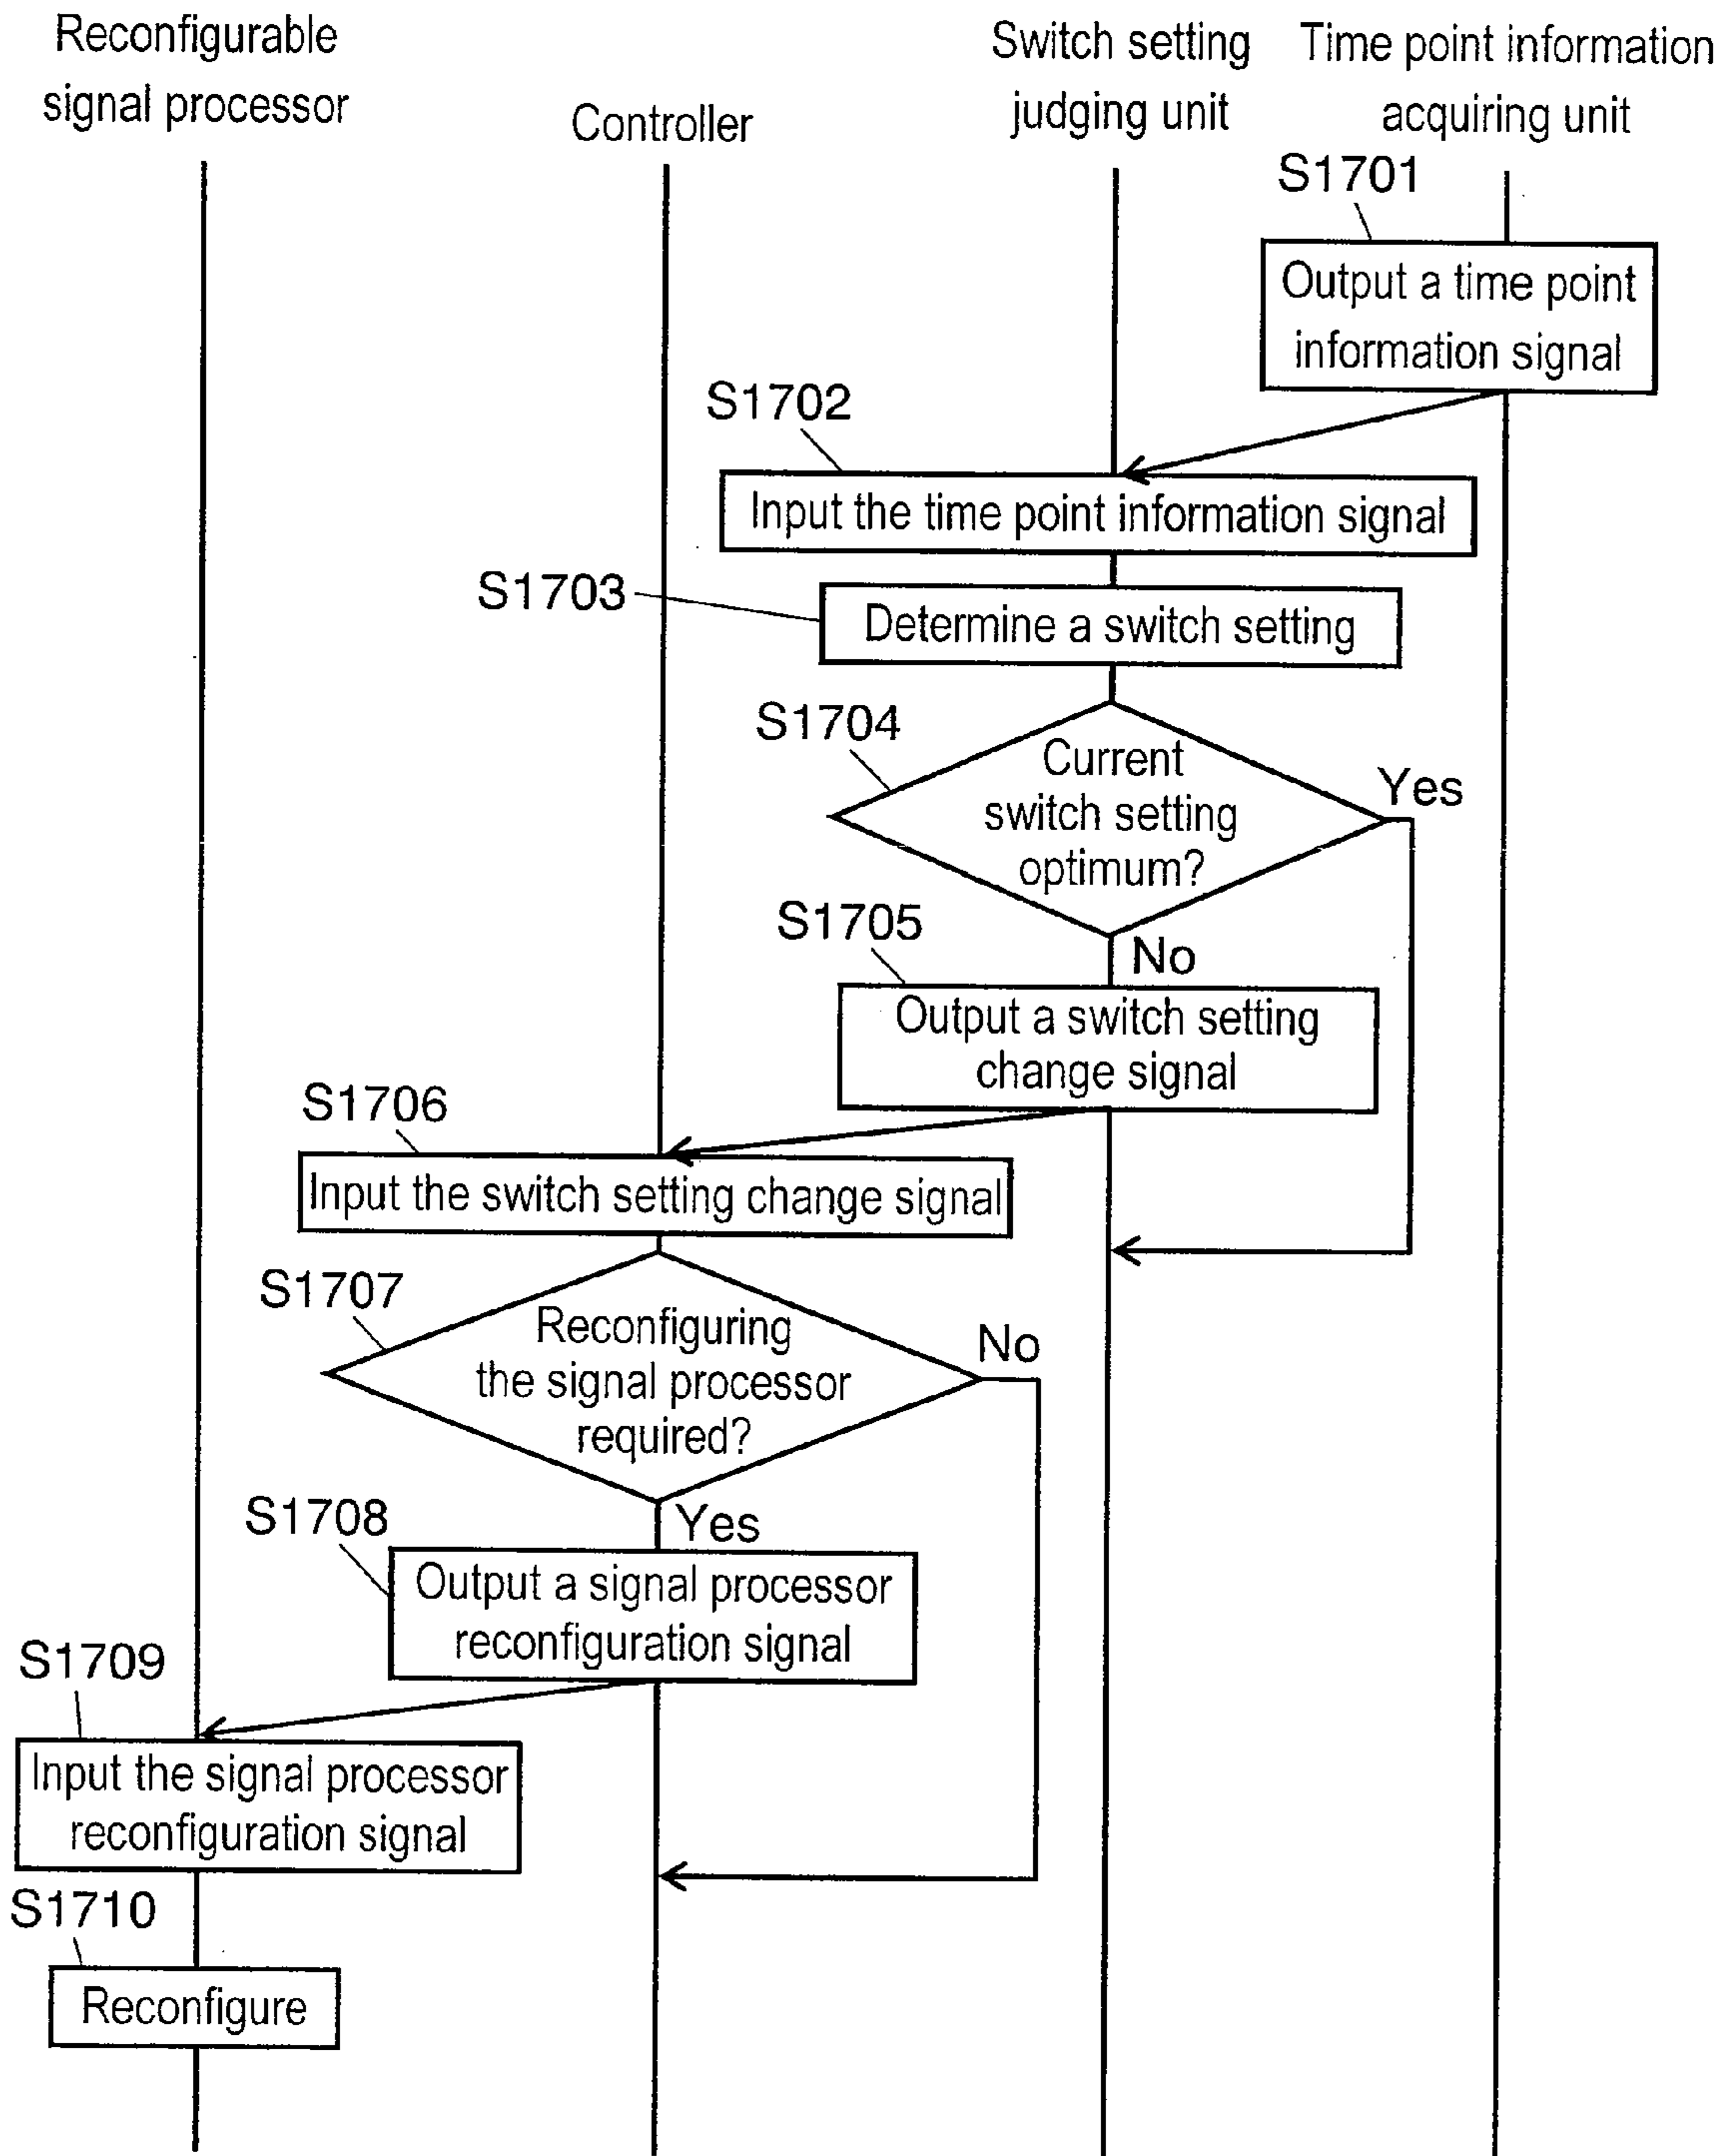 Reconfigurable
signal processor
Controller
Switch setting
judging unit
Time point information
acquiring unit
S1701
Output a time point
information signal
S1702
Input the time point information signal
S1703
Determine a switch setting
S1704
Current
switch setting
optimum?
Yes
No
S1705
Output a switch setting
change signal
S1706
Input the switch setting change signal
S1707
Reconfiguring
the signal processor
required?
No
Yes
S1708
Output a signal processor
reconfiguration signal
S1709
Input the signal processor
reconfiguration signal
S1710
Reconfigure